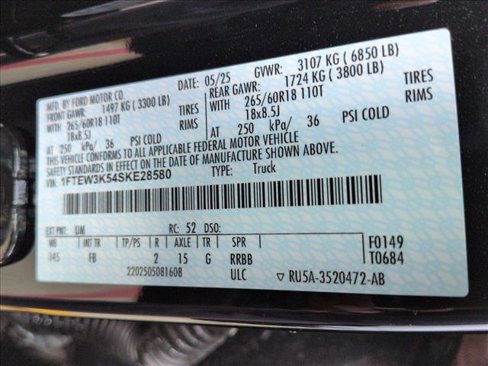 MFD. BY FORD MOTOR CO. DATE: 05/25 GVWR: 3107 KG ( 6850 LB)
FRONT GAWR: 1497 KG ( 3300 LB) REAR GAWR: 1724 KG ( 3800 LB)
WITH 265/60R18 110T TIRES WITH 265/60R18 110T TIRES
18x8.5J RIMS 18x8.5J RIMS
AT 250 kPa/ 36 PSI COLD AT 250 kPa/ 36 PSI COLD
THIS VEHICLE CONFORMS TO ALL APPLICABLE FEDERAL MOTOR VEHICLE
SAFETY STANDARDS IN EFFECT ON THE DATE OF MANUFACTURE SHOWN ABOVE.
VIN: 1FTEW3K54SKE28580 TYPE: Truck
EXT PNT: UM RC: 52 DSO: F0149
WB INT TR TP/PS R AXLE TR SPR T0684
145 FB 2 15 G RRBB
2202505081608 ULC RU5A-3520472-AB